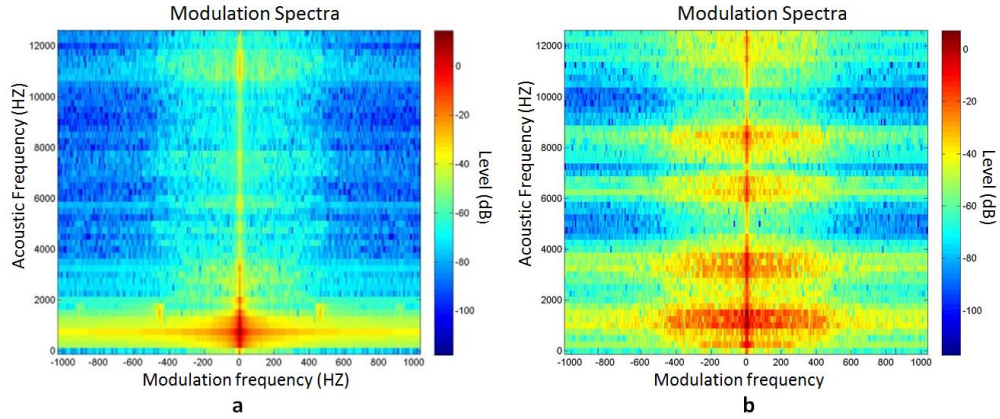 Modulation Spectra
Acoustic Frequency (HZ)
12000
10000
8000
6000
4000
2000
0
-1000 -800 -600 -400 -200 0 200 400 600 800 1000
Modulation frequency (HZ)
0
-20
-40
-60
-80
-100
Level (dB)
a
Modulation Spectra
Acoustic Frequency (HZ)
12000
10000
8000
6000
4000
2000
0
-1000 -800 -600 -400 -200 0 200 400 600 800 1000
Modulation frequency
0
-20
-40
-60
-80
-100
Level (dB)
b